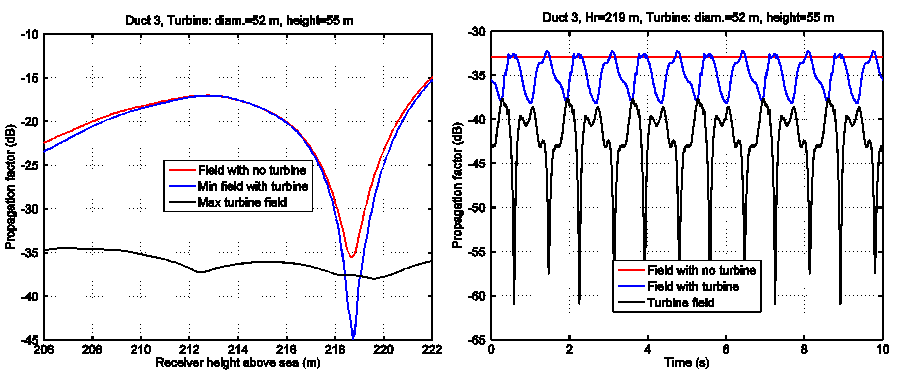 Duct 3, Turbine: diam.=52 m, height=55 m
Propagation factor (dB)
-10
-15
-20
-25
-30
-35
-40
-45
Field with no turbine
Min field with turbine
Max turbine field
206 208 210 212 214 216 218 220 222
Receiver height above sea (m)
Duct 3, Hr=219 m, Turbine: diam.=52 m, height=55 m
Propagation factor (dB)
-30
-35
-40
-45
-50
-55
-60
-65
Field with no turbine
Field with turbine
Turbine field
0 2 4 6 8 10
Time (s)